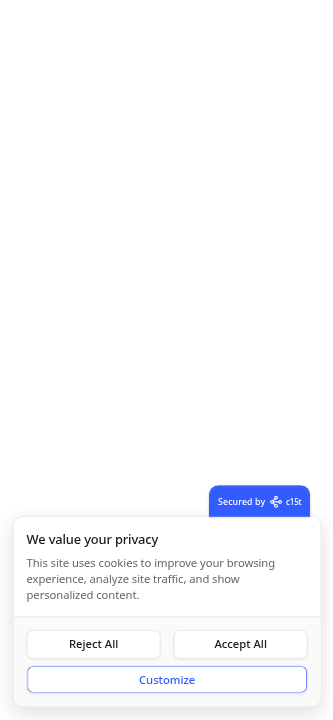 Secured by c15t
We value your privacy
This site uses cookies to improve your browsing
experience, analyze site traffic, and show
personalized content.
Reject All
Accept All
Customize